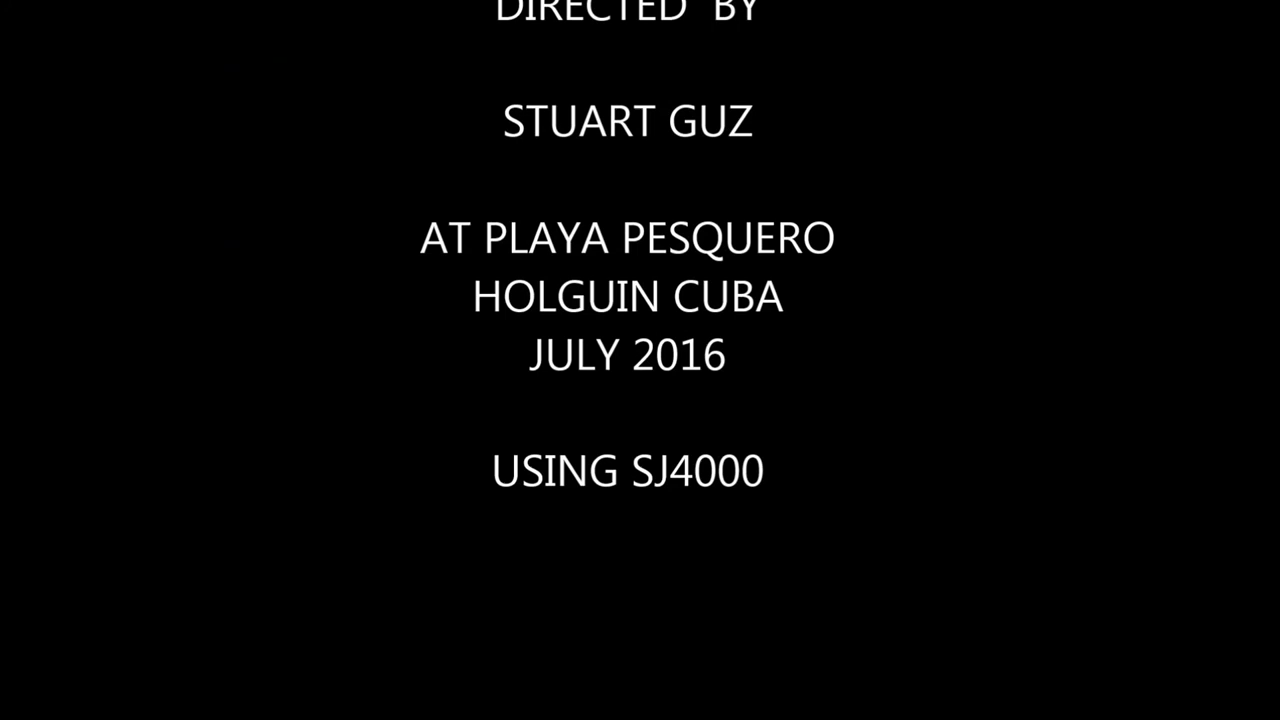 DIRECTED BY
STUART GUZ
AT PLAYA PESQUERO
HOLGUIN CUBA
JULY 2016
USING SJ4000